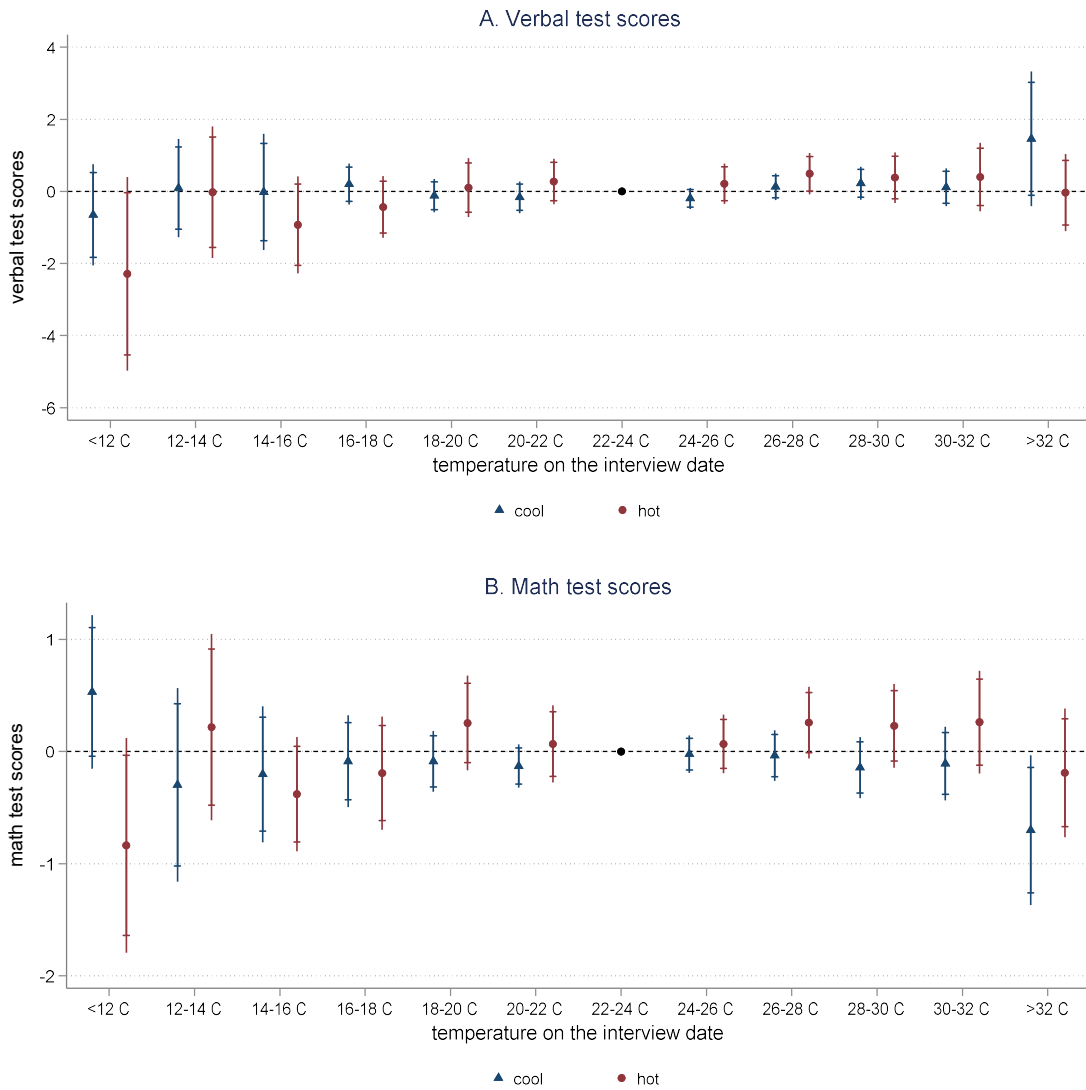 A. Verbal test scores
4
2
0
-2
-4
-6
verbal test scores
<12 C 12-14 C 14-16 C 16-18 C 18-20 C 20-22 C 22-24 24-26 C 26-28 C 28-30 C 30-32 C >32 C
temperature on the interview date
cool hot
B. Math test scores
1
0
-1
-2
math test scores
<12 C 12-14 C 14-16 C 16-18 C 18-20 C 20-22 C 22-24 24-26 C 26-28 C 28-30 C 30-32 C >32 C
temperature on the interview date
cool hot